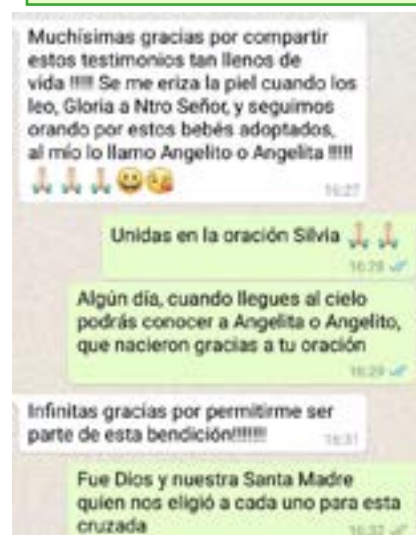 Muchísimas gracias por compartir
estos testimonios tan llenos de
vida !!!!! Se me eriza la piel cuando los
leo, Gloria a Ntro Señor, y seguimos
orando por estos bebés adoptados,
al mío lo llamo Angelito o Angelita !!!!!
🙏🏻🙏🏻🙏🏻😀😘
16:27
Unidas en la oración Silvia 🙏🏻🙏🏻
16:28
Algún día, cuando llegues al cielo
podrás conocer a Angelita o Angelito,
que nacieron gracias a tu oración
16:29
Infinitas gracias por permitirme ser
parte de esta bendición!!!!!!!
16:31
Fue Dios y nuestra Santa Madre
quien nos eligió a cada uno para esta
cruzada
16:32